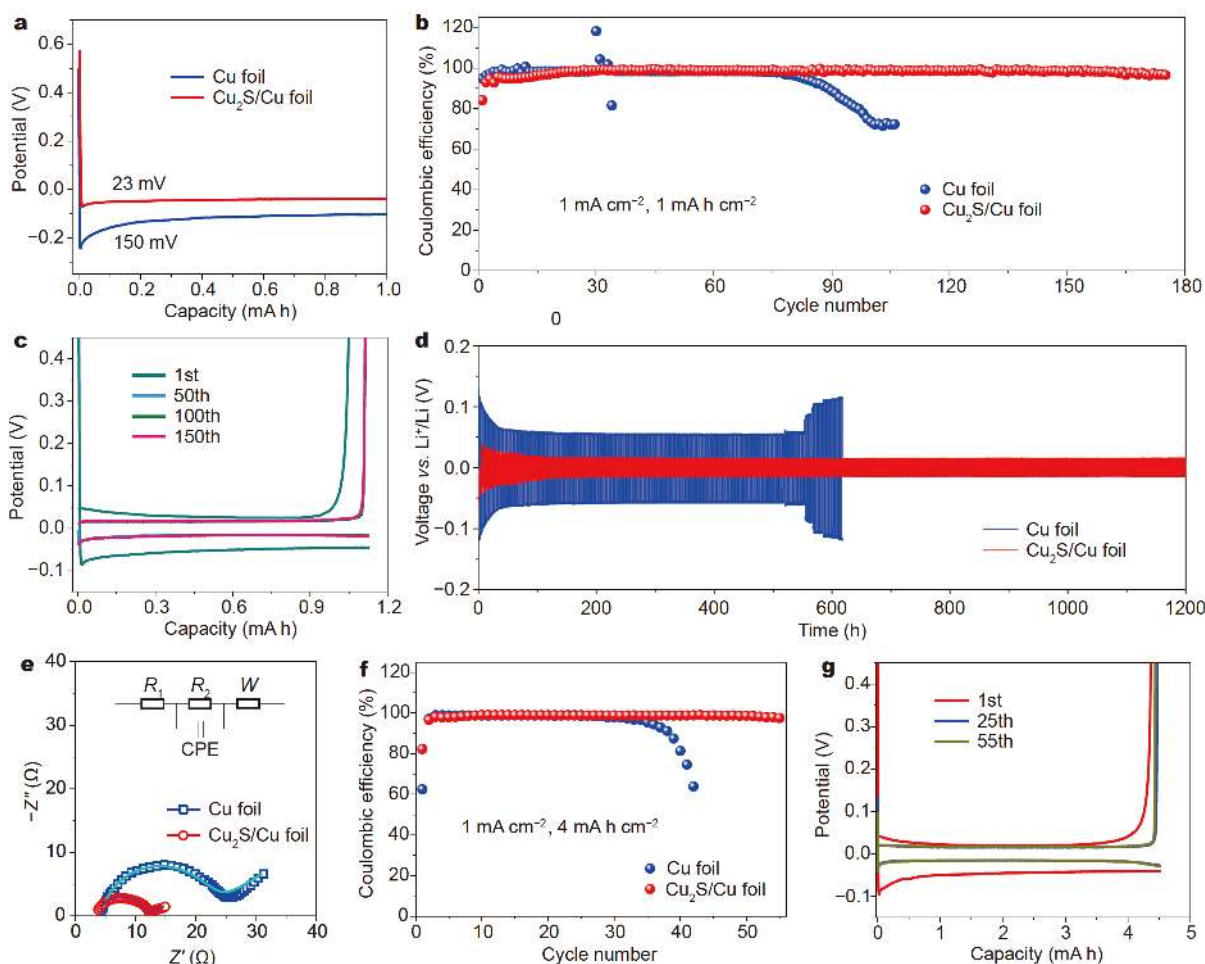 a
0.6
0.4
0.2
0.0
−0.2
Potential (V)
Cu foil
Cu₂S/Cu foil
23 mV
150 mV
0.0 0.2 0.4 0.6 0.8 1.0
Capacity (mA h)
b
120
100
80
60
40
20
0
Coulombic efficiency (%)
1 mA cm⁻², 1 mA h cm⁻²
Cu foil
Cu₂S/Cu foil
0 30 60 90 120 150 180
Cycle number
0
c
0.4
0.3
0.2
0.1
0.0
−0.1
Potential (V)
1st
50th
100th
150th
0.0 0.3 0.6 0.9 1.2
Capacity (mA h)
d
0.2
0.1
0.0
−0.1
−0.2
Voltage vs. Li⁺/Li (V)
Cu foil
Cu₂S/Cu foil
0 200 400 600 800 1000 1200
Time (h)
e
40
30
20
10
0
−Z″ (Ω)
R₁ R₂ W
CPE
Cu foil
Cu₂S/Cu foil
0 10 20 30 40
Z′ (Ω)
f
120
100
80
60
40
20
0
Coulombic efficiency (%)
1 mA cm⁻², 4 mA h cm⁻²
Cu foil
Cu₂S/Cu foil
0 10 20 30 40 50
Cycle number
g
0.4
0.3
0.2
0.1
0.0
−0.1
Potential (V)
1st
25th
55th
0 1 2 3 4 5
Capacity (mA h)